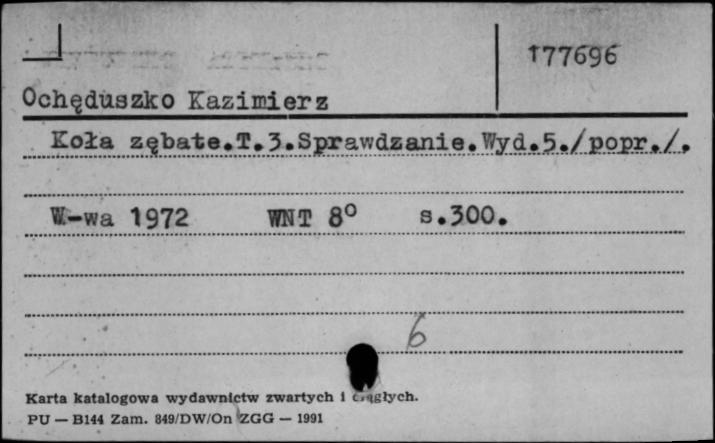 177696
Ochęduszko Kazimierz
Koła zębate.T.3.Sprawdzanie.Wyd.5./popr./.
W-wa 1972 WNT 8° s.300.
6
Karta katalogowa wydawnictw zwartych i ciągłych.
PU — B144 Zam. 849/DW/On ZGG — 1991